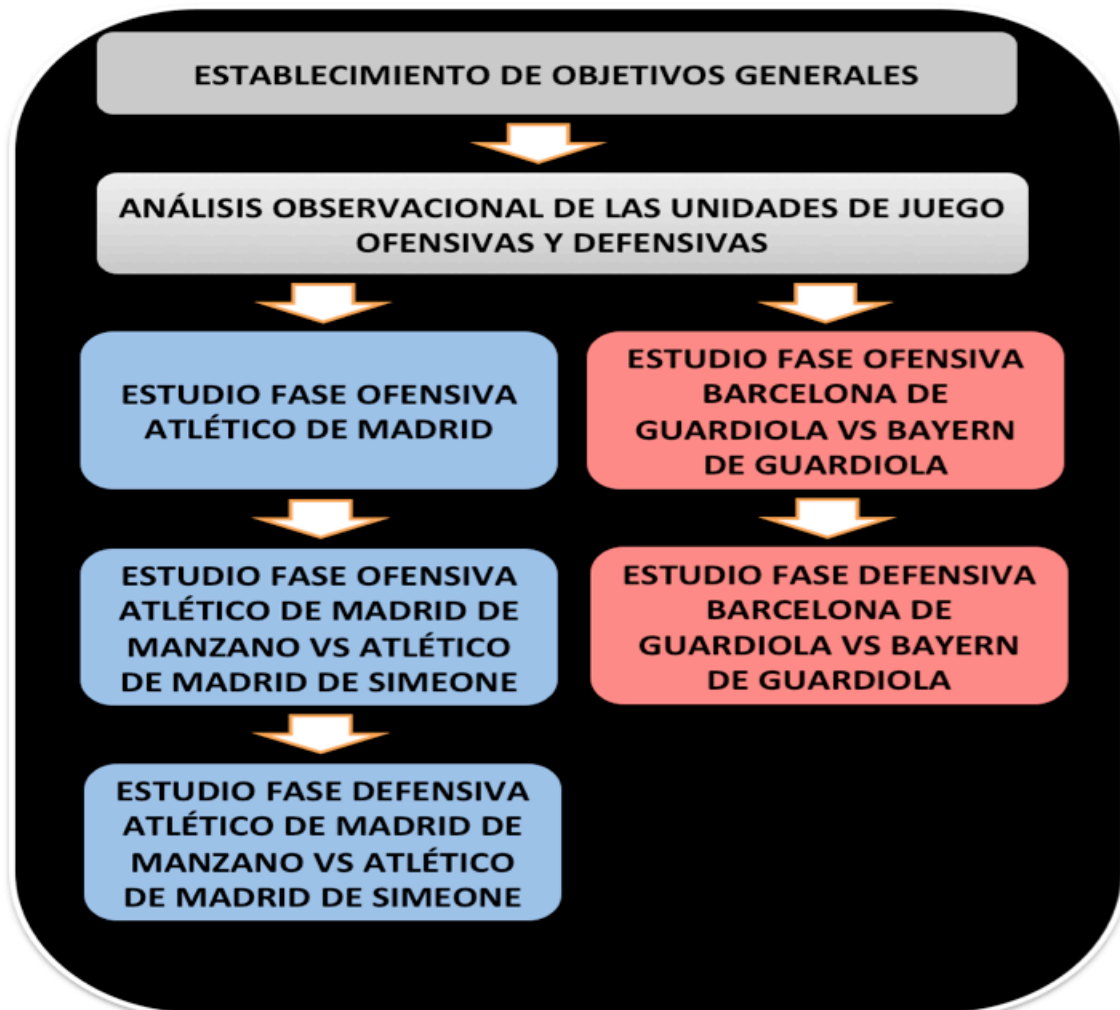 ESTABLECIMIENTO DE OBJETIVOS GENERALES
ANÁLISIS OBSERVACIONAL DE LAS UNIDADES DE JUEGO
OFENSIVAS Y DEFENSIVAS
ESTUDIO FASE OFENSIVA
ATLÉTICO DE MADRID
ESTUDIO FASE OFENSIVA
BARCELONA DE
GUARDIOLA VS BAYERN
DE GUARDIOLA
ESTUDIO FASE OFENSIVA
ATLÉTICO DE MADRID DE
MANZANO VS ATLÉTICO
DE MADRID DE SIMEONE
ESTUDIO FASE DEFENSIVA
BARCELONA DE
GUARDIOLA VS BAYERN
DE GUARDIOLA
ESTUDIO FASE DEFENSIVA
ATLÉTICO DE MADRID DE
MANZANO VS ATLÉTICO
DE MADRID DE SIMEONE